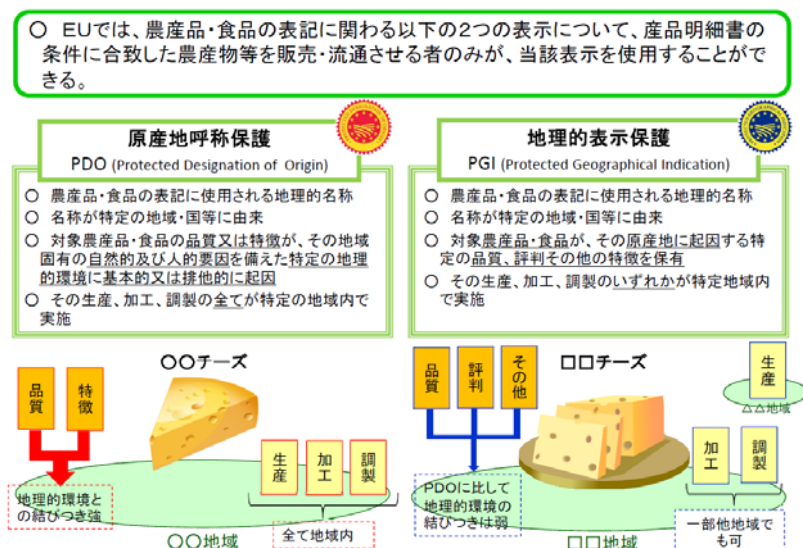 ○ EUでは、農産品・食品の表記に関わる以下の2つの表示について、産品明細書の
条件に合致した農産物等を販売・流通させる者のみが、当該表示を使用することがで
きる。
原産地呼称保護
PDO (Protected Designation of Origin)
○ 農産品・食品の表記に使用される地理的名称
○ 名称が特定の地域・国等に由来
○ 対象農産品・食品の品質又は特徴が、その地域
固有の自然的及び人的要因を備えた特定の地理
的環境に基本的又は排他的に起因
○ その生産、加工、調製の全てが特定の地域内で
実施
地理的表示保護
PGI (Protected Geographical Indication)
○ 農産品・食品の表記に使用される地理的名称
○ 名称が特定の地域・国等に由来
○ 対象農産品・食品が、その原産地に起因する特
定の品質、評判その他の特徴を保有
○ その生産、加工、調製のいずれかが特定地域内
で実施
○○チーズ
品質
特徴
生産
加工
調製
地理的環境と
の結びつき強
全て地域内
○○地域
□□チーズ
品質
評判
その他
生産
△△地域
加工
調製
PDOに比して
地理的環境の
結びつきは弱
一部他地域で
も可
□□地域